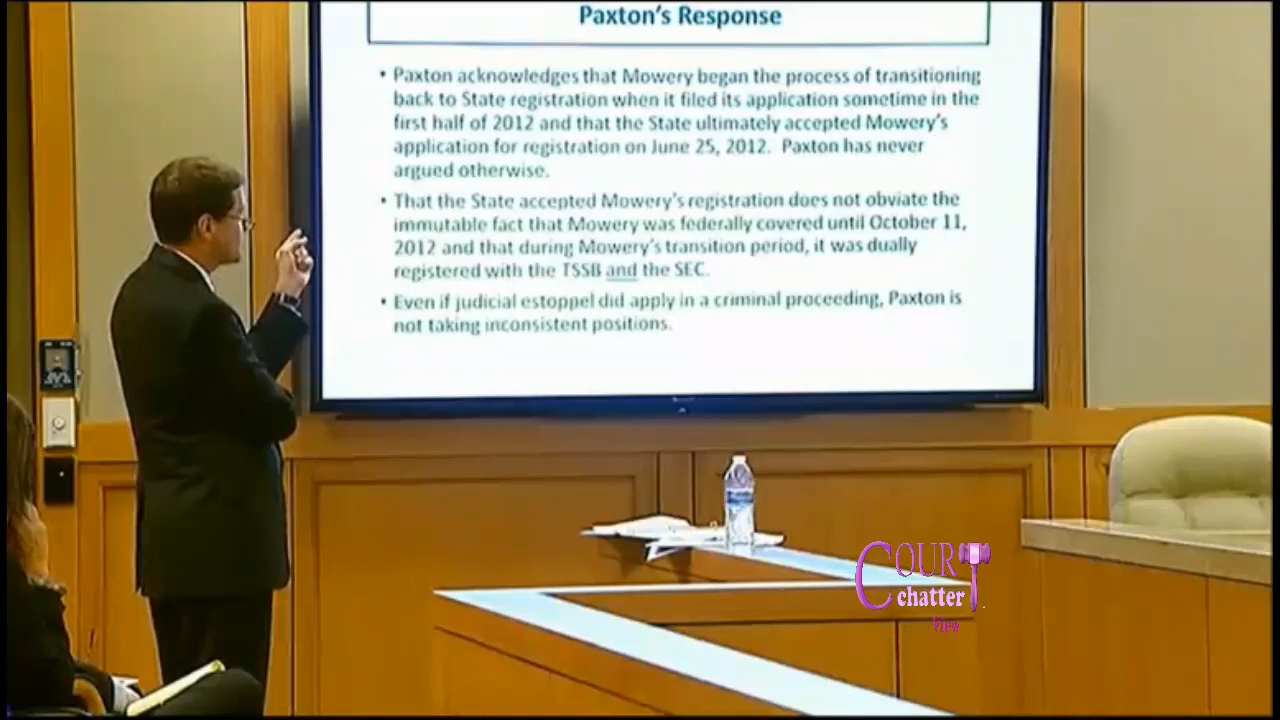 Paxton's Response
• Paxton acknowledges that Mowery began the process of transitioning
back to State registration when it filed its application sometime in the
first half of 2012 and that the State ultimately accepted Mowery's
application for registration on June 25, 2012. Paxton has never
argued otherwise.
• That the State accepted Mowery's registration does not obviate the
immutable fact that Mowery was federally covered until October 11,
2012 and that during Mowery's transition period, it was dually
registered with the TSSB and the SEC.
• Even if judicial estoppel did apply in a criminal proceeding, Paxton is
not taking inconsistent positions.
COURT
chatter
View